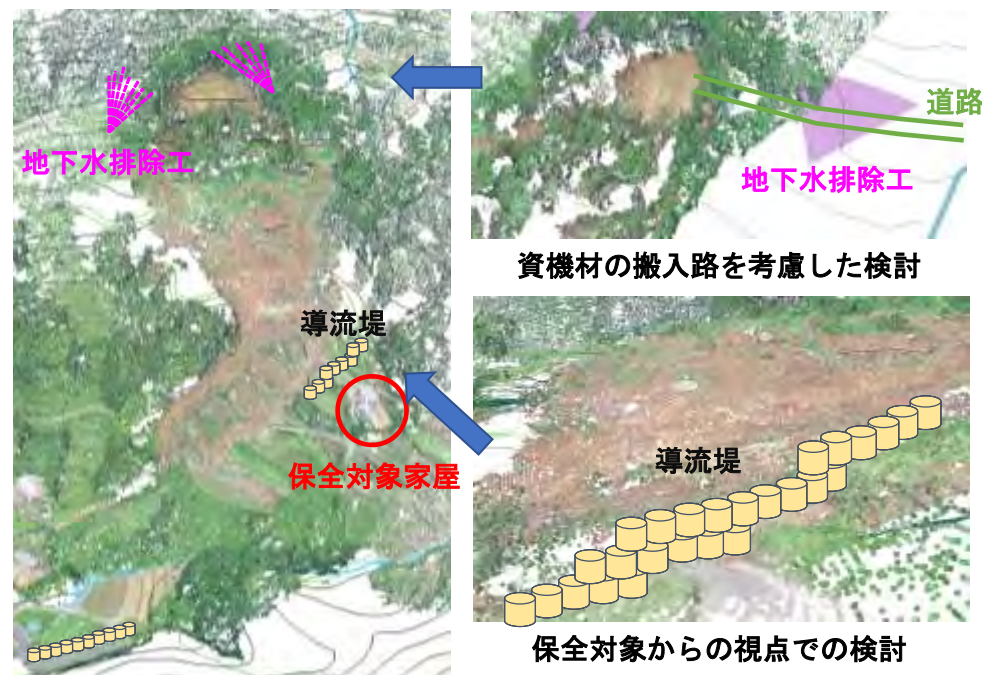 地下水排除工
導流堤
保全対象家屋
道路
地下水排除工
資機材の搬入路を考慮した検討
導流堤
保全対象からの視点での検討